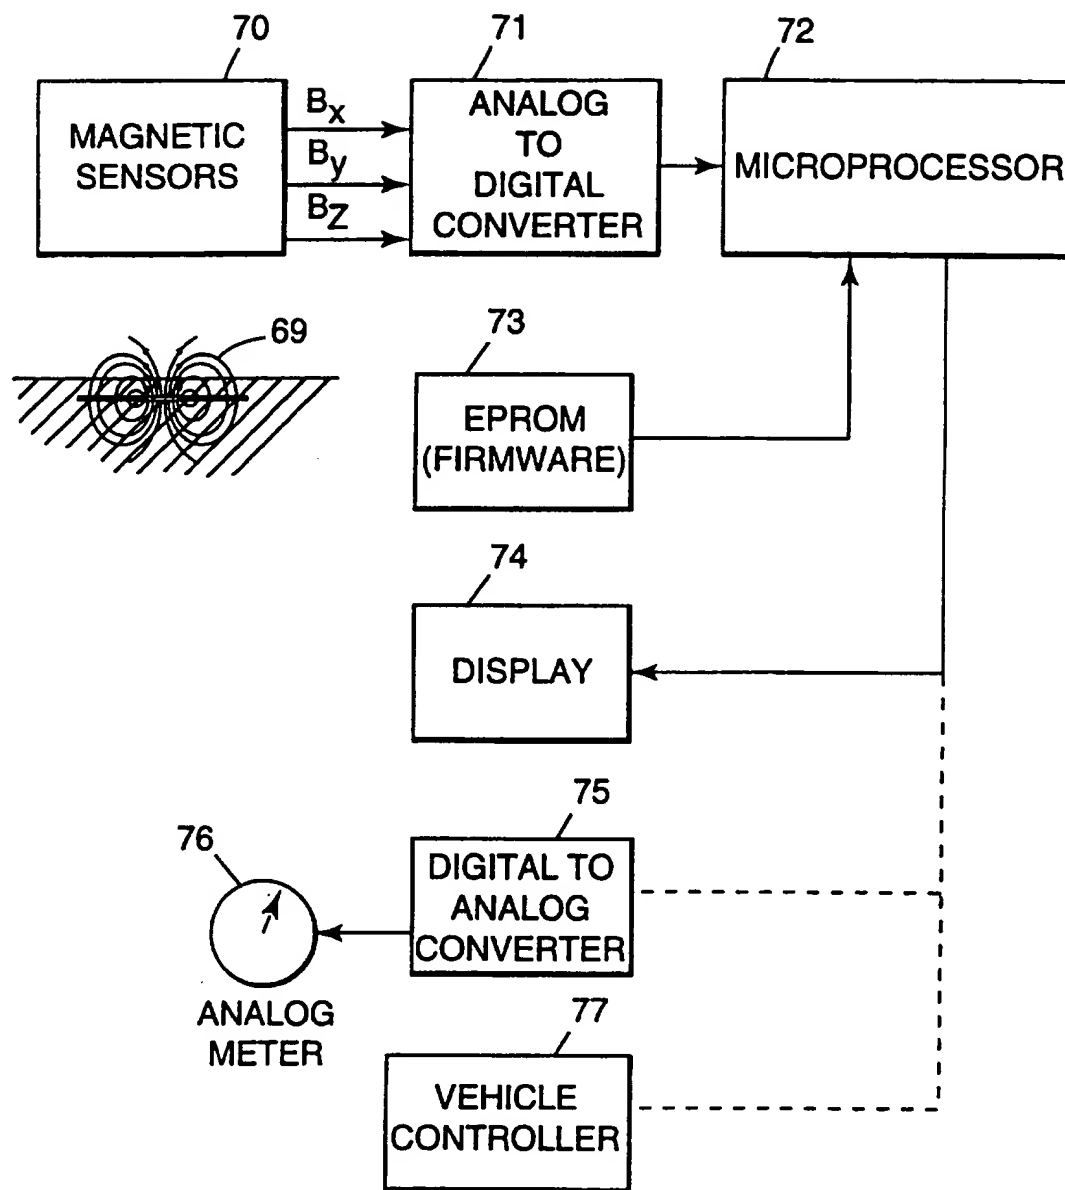 70
71
72
MAGNETIC
SENSORS
Bx
By
BZ
ANALOG
TO
DIGITAL
CONVERTER
MICROPROCESSOR
69
73
EPROM
(FIRMWARE)
74
DISPLAY
75
76
DIGITAL TO
ANALOG
CONVERTER
ANALOG
METER
77
VEHICLE
CONTROLLER